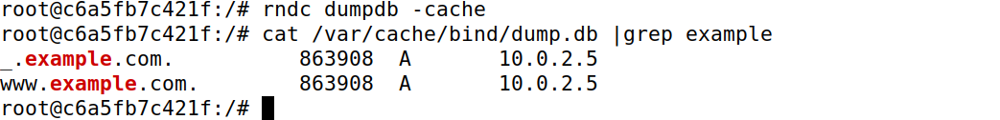 root@c6a5fb7c421f:/# rndc dumpdb -cache
root@c6a5fb7c421f:/# cat /var/cache/bind/dump.db |grep example
_.example.com.          863908  A       10.0.2.5
www.example.com.        863908  A       10.0.2.5
root@c6a5fb7c421f:/#